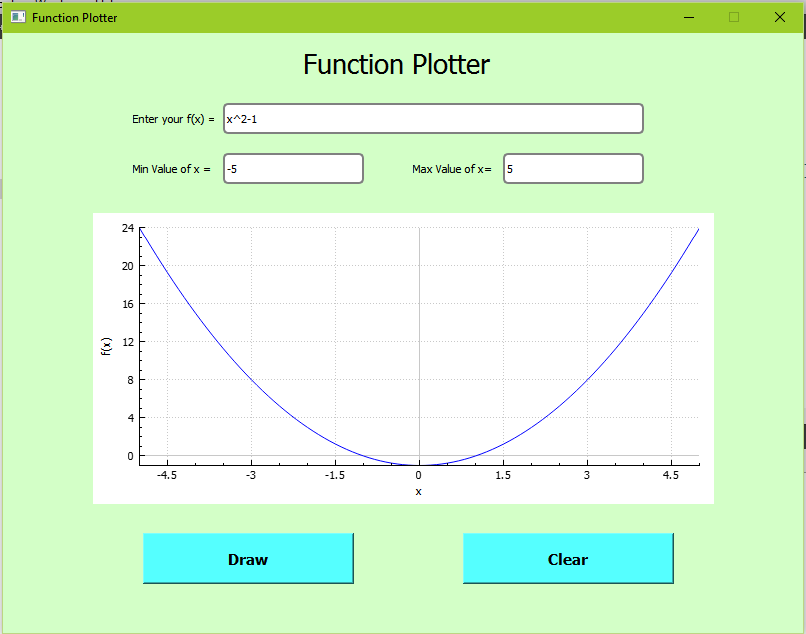 Function Plotter
Function Plotter
Enter your f(x) = x^2-1
Min Value of x = -5 Max Value of x= 5
24
20
16
12
8
4
0
f(x)
-4.5 -3 -1.5 0 1.5 3 4.5
x
Draw Clear